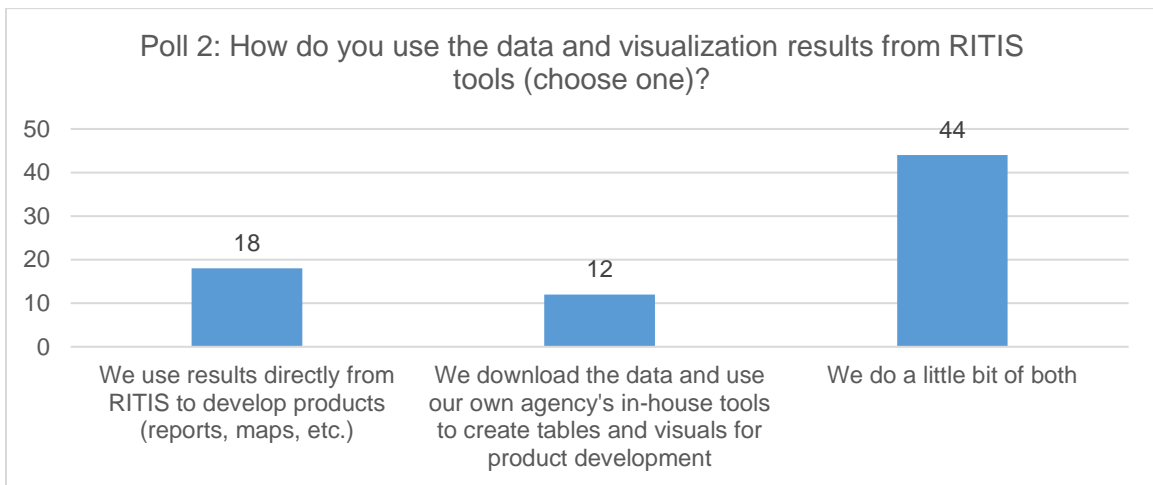 Poll 2: How do you use the data and visualization results from RITIS
tools (choose one)?
50
40
30
20
10
0
18
12
44
We use results directly from
RITIS to develop products
(reports, maps, etc.)
We download the data and use
our own agency's in-house tools
to create tables and visuals for
product development
We do a little bit of both